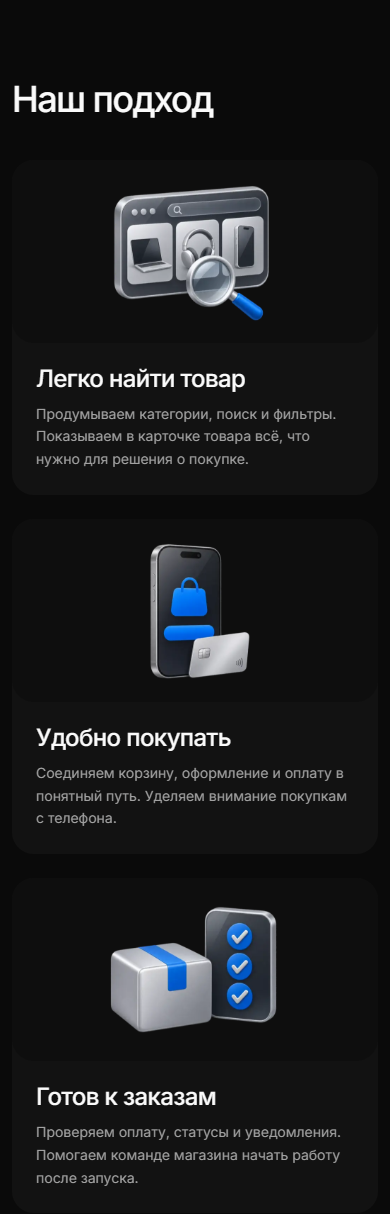 Наш подход
Легко найти товар
Продумываем категории, поиск и фильтры.
Показываем в карточке товара всё, что
нужно для решения о покупке.
Удобно покупать
Соединяем корзину, оформление и оплату в
понятный путь. Уделяем внимание покупкам
с телефона.
Готов к заказам
Проверяем оплату, статусы и уведомления.
Помогаем команде магазина начать работу
после запуска.